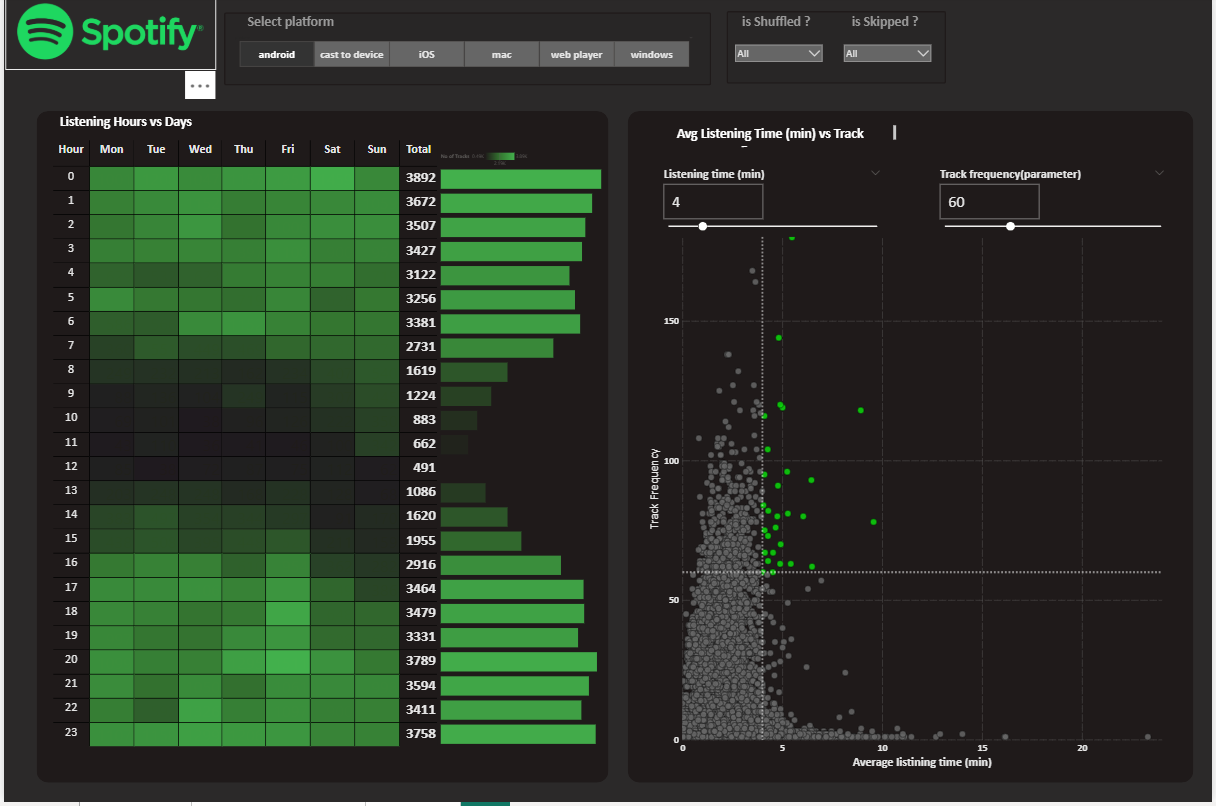 Spotify
Select platform
is Shuffled ?
is Skipped ?
android
cast to device
iOS
mac
web player
windows
All
All
...
Listening Hours vs Days
Hour Mon Tue Wed Thu Fri Sat Sun Total
No of Tracks
0 3892
1 3672
2 3507
3 3427
4 3122
5 3256
6 3381
7 2731
8 1619
9 1224
10 883
11 662
12 491
13 1086
14 1620
15 1955
16 2916
17 3464
18 3479
19 3331
20 3789
21 3594
22 3411
23 3758
Avg Listening Time (min) vs Track
Listening time (min)
4
Track frequency(parameter)
60
Track Frequency
150
100
50
0
0 5 10 15 20
Average listining time (min)